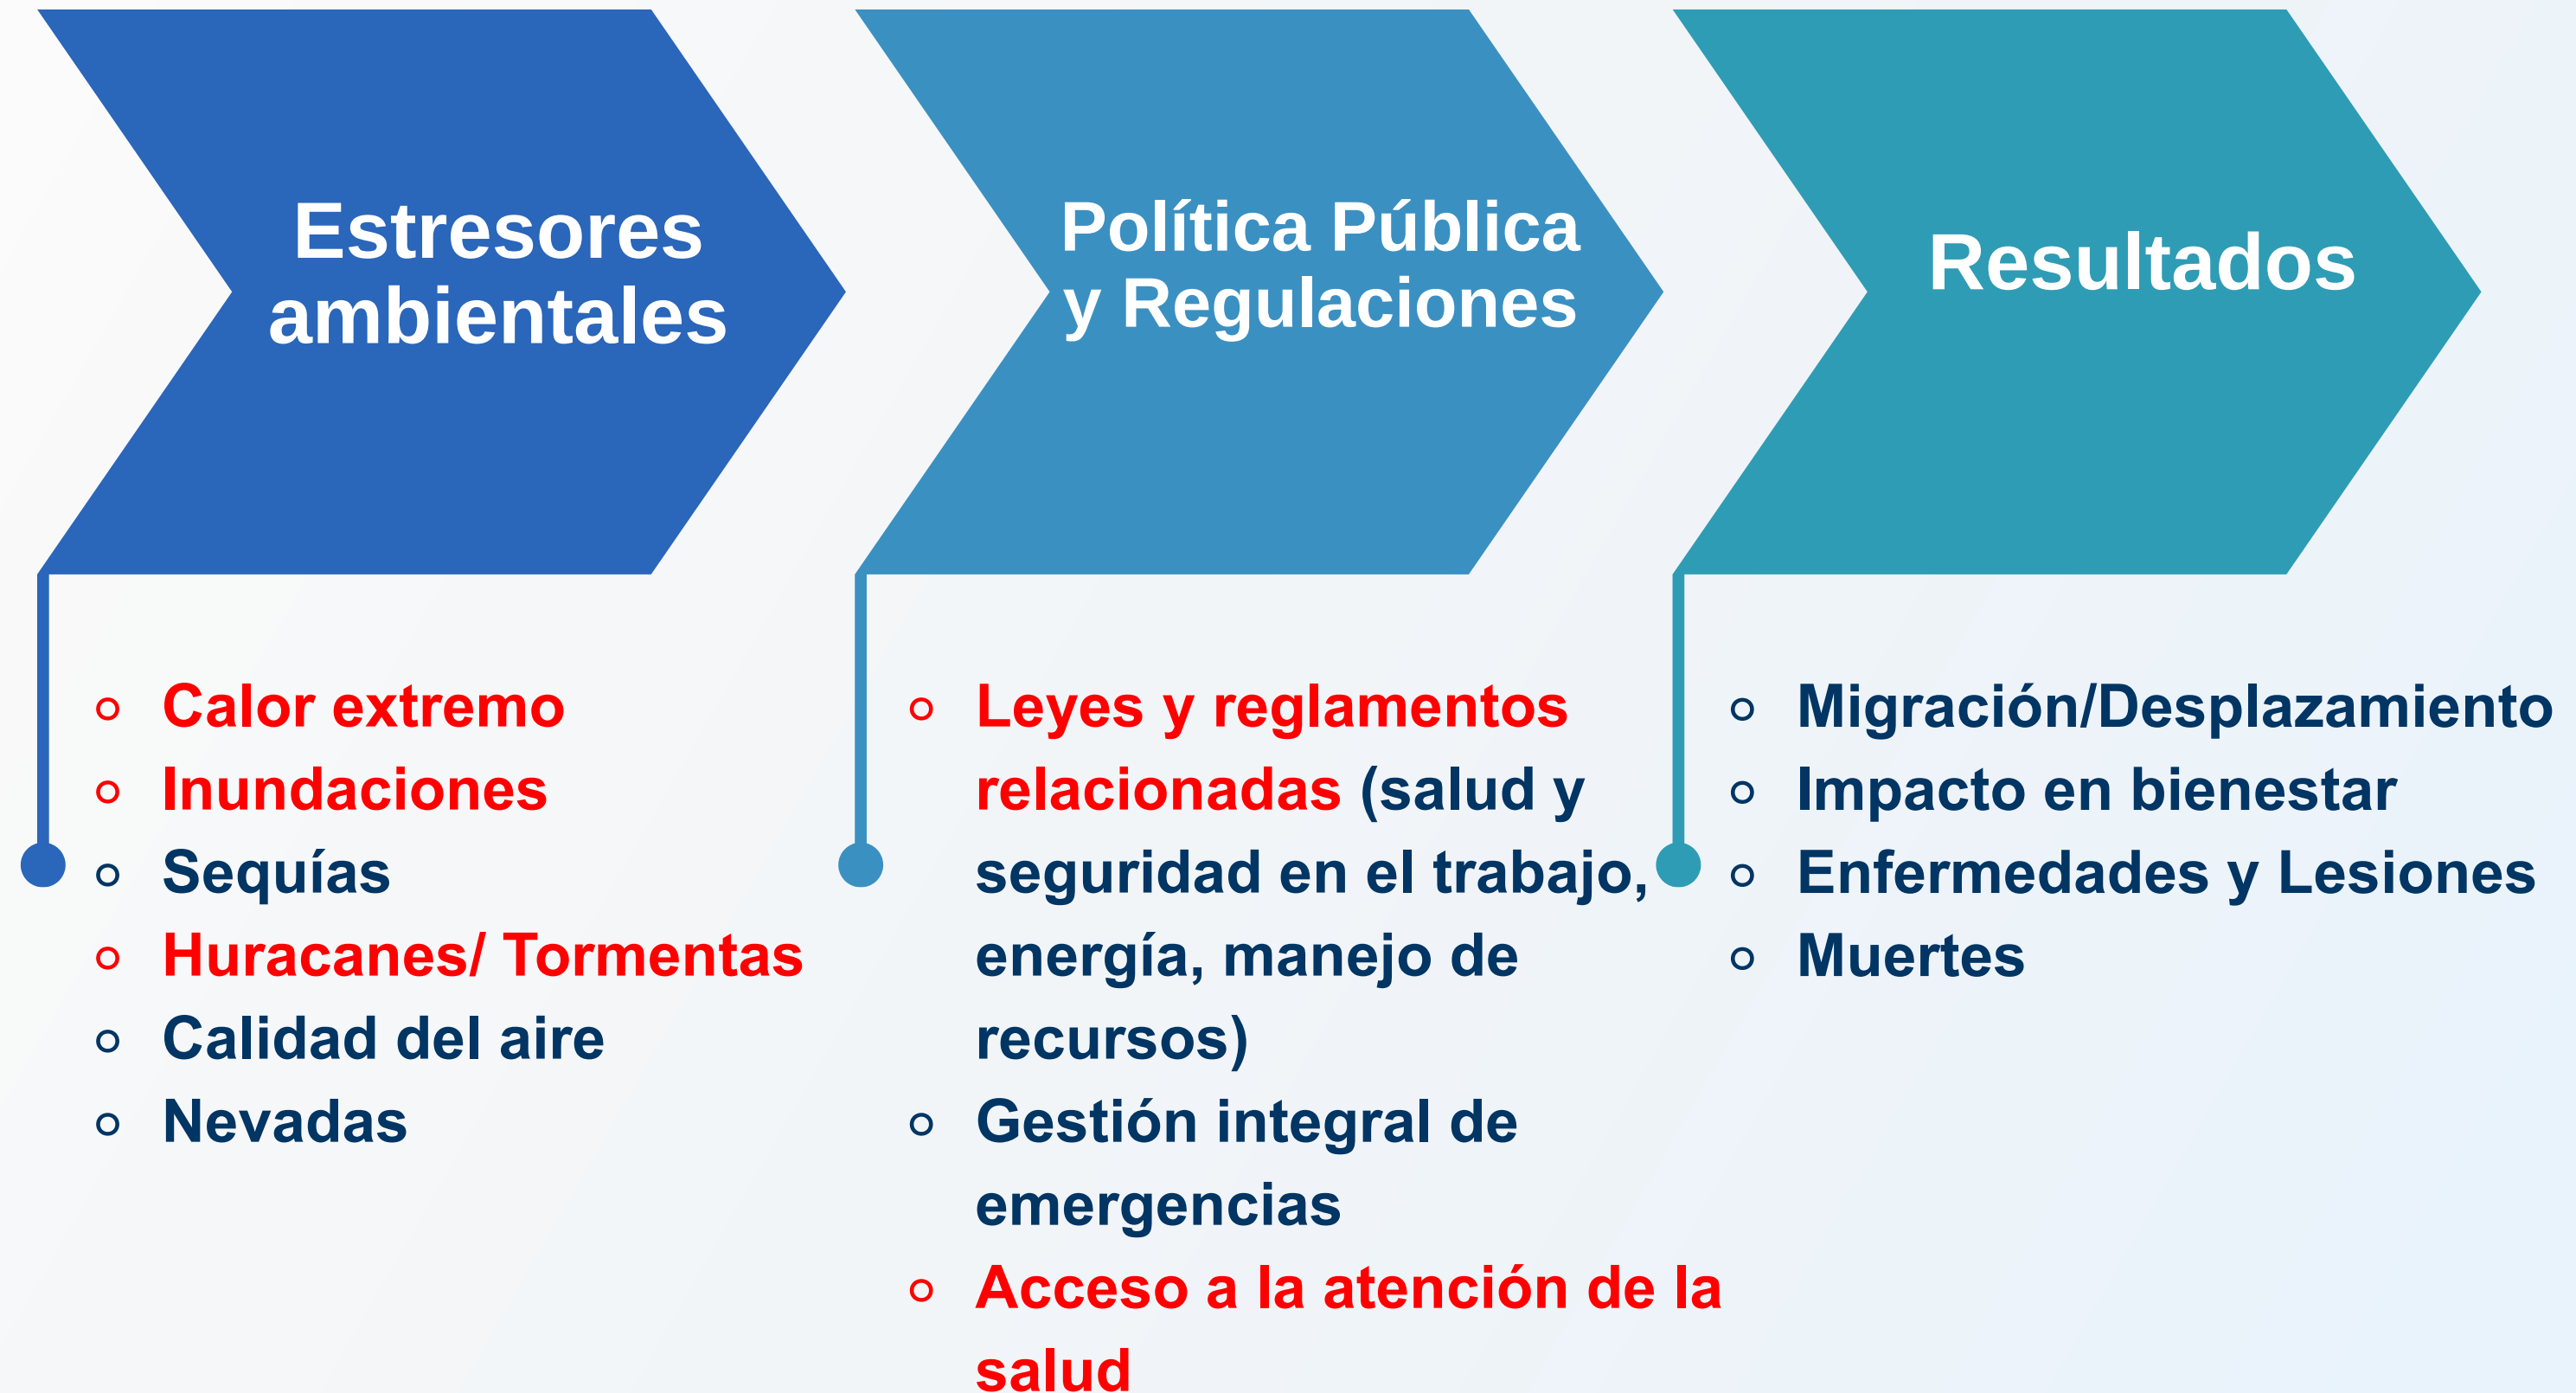 Estresores
ambientales
Política Pública
y Regulaciones
Resultados
Calor extremo
Inundaciones
Sequías
Huracanes/ Tormentas
Calidad del aire
Nevadas
Leyes y reglamentos
relacionadas (salud y
seguridad en el trabajo,
energía, manejo de
recursos)
Gestión integral de
emergencias
Acceso a la atención de la
salud
Migración/Desplazamiento
Impacto en bienestar
Enfermedades y Lesiones
Muertes